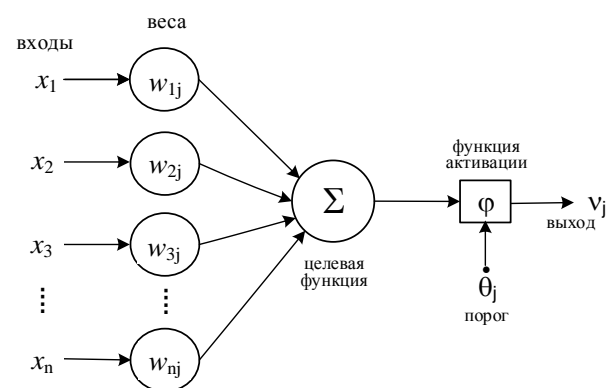 веса
входы
x1 w1j
x2 w2j
x3 w3j
xn wnj
Σ
целевая
функция
функция
активации
φ
νj
выход
θj
порог